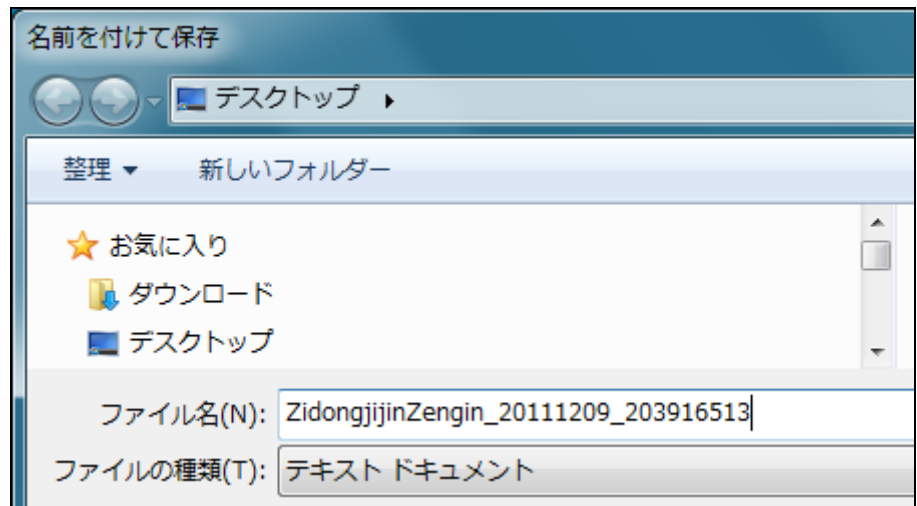 名前を付けて保存
デスクトップ
整理 新しいフォルダー
お気に入り
ダウンロード
デスクトップ
ファイル名(N): ZidongjijinZengin_20111209_203916513
ファイルの種類(T): テキスト ドキュメント